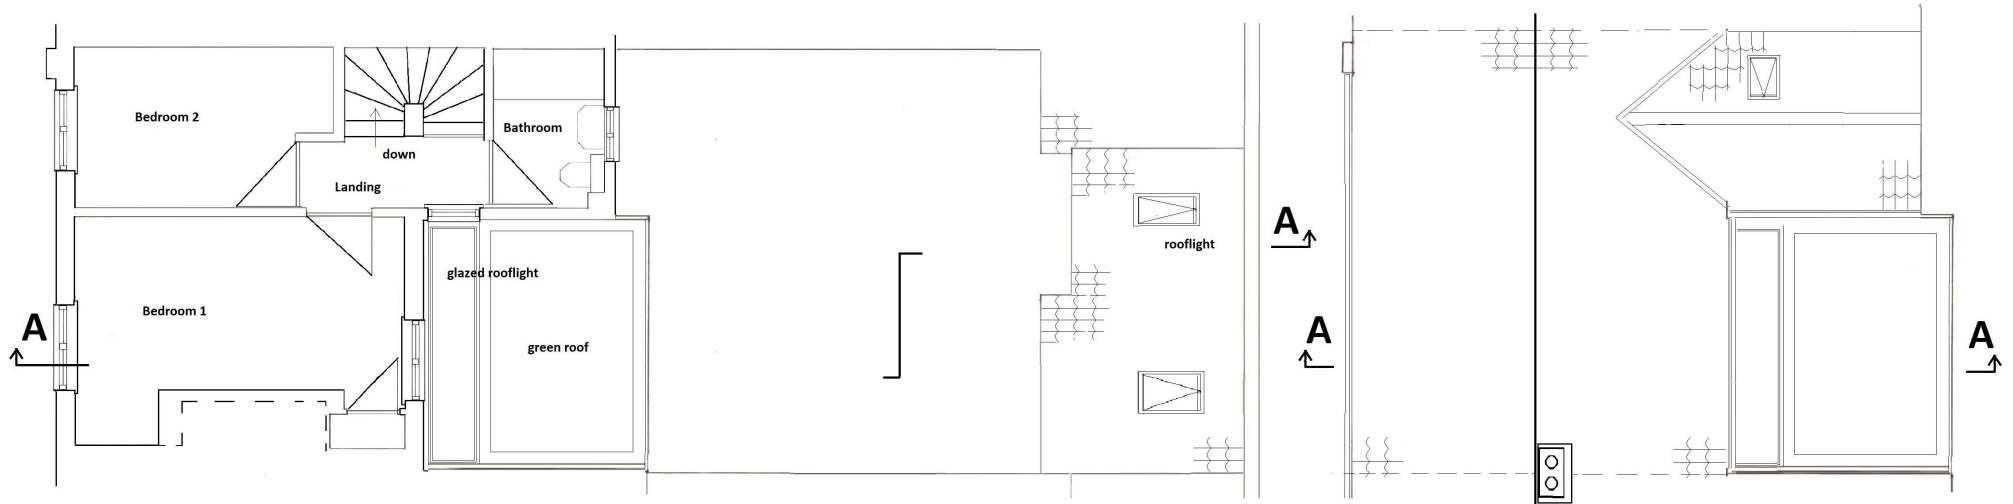 Bedroom 2
Bathroom
down
Landing
A
rooflight
glazed rooflight
Bedroom 1
A
A
A
green roof